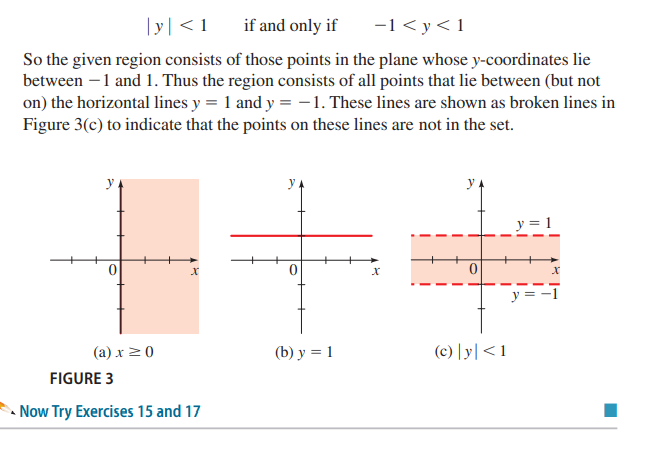 |y| < 1 if and only if −1 < y < 1
So the given region consists of those points in the plane whose y-coordinates lie
between −1 and 1. Thus the region consists of all points that lie between (but not
on) the horizontal lines y = 1 and y = −1. These lines are shown as broken lines in
Figure 3(c) to indicate that the points on these lines are not in the set.
y
0
x
y
0
x
y
y = 1
0
x
y = −1
(a) x ≥ 0
(b) y = 1
(c) |y| < 1
FIGURE 3
Now Try Exercises 15 and 17